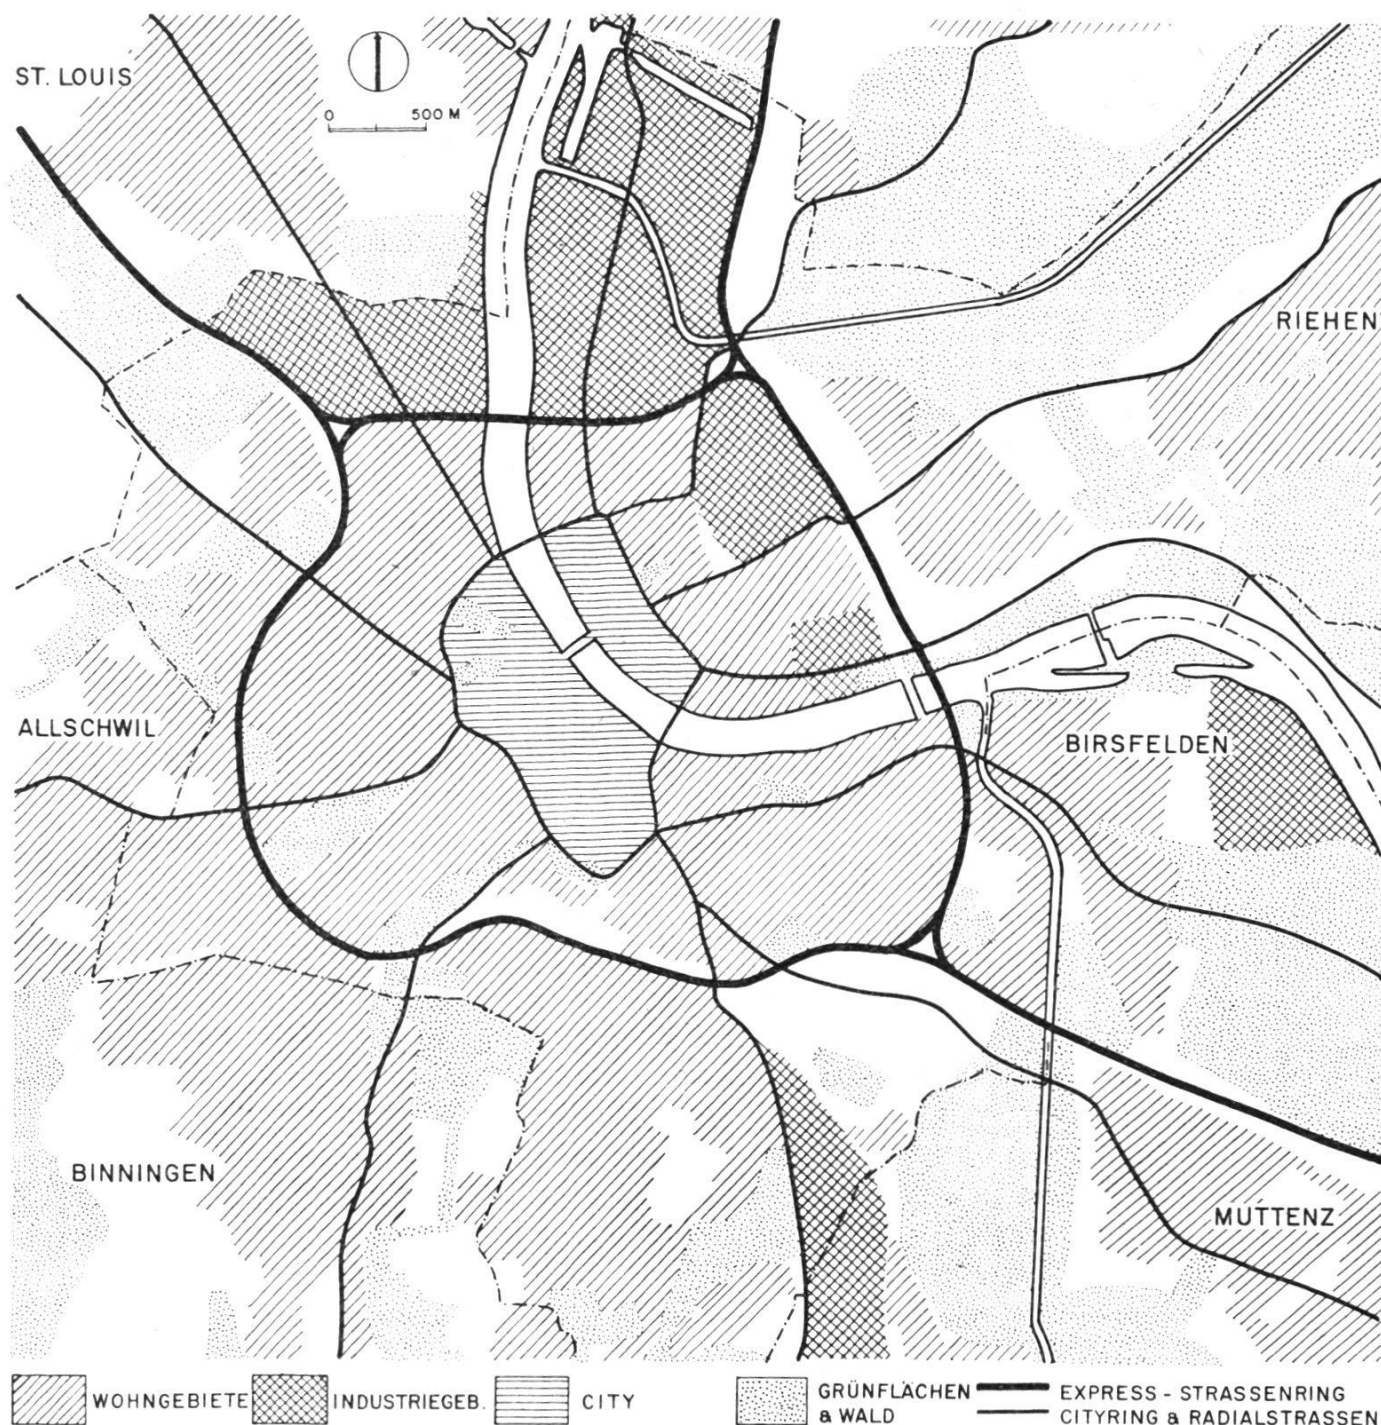 ST. LOUIS
0 500 M
RIEHEN
ALLSCHWIL
BIRSFELDEN
BINNINGEN
MUTTENZ
WOHNGEBIETE
INDUSTRIEGEB.
CITY
GRÜNFLÄCHEN
& WALD
EXPRESS - STRASSENRING
CITYRING & RADIALSTRASSEN